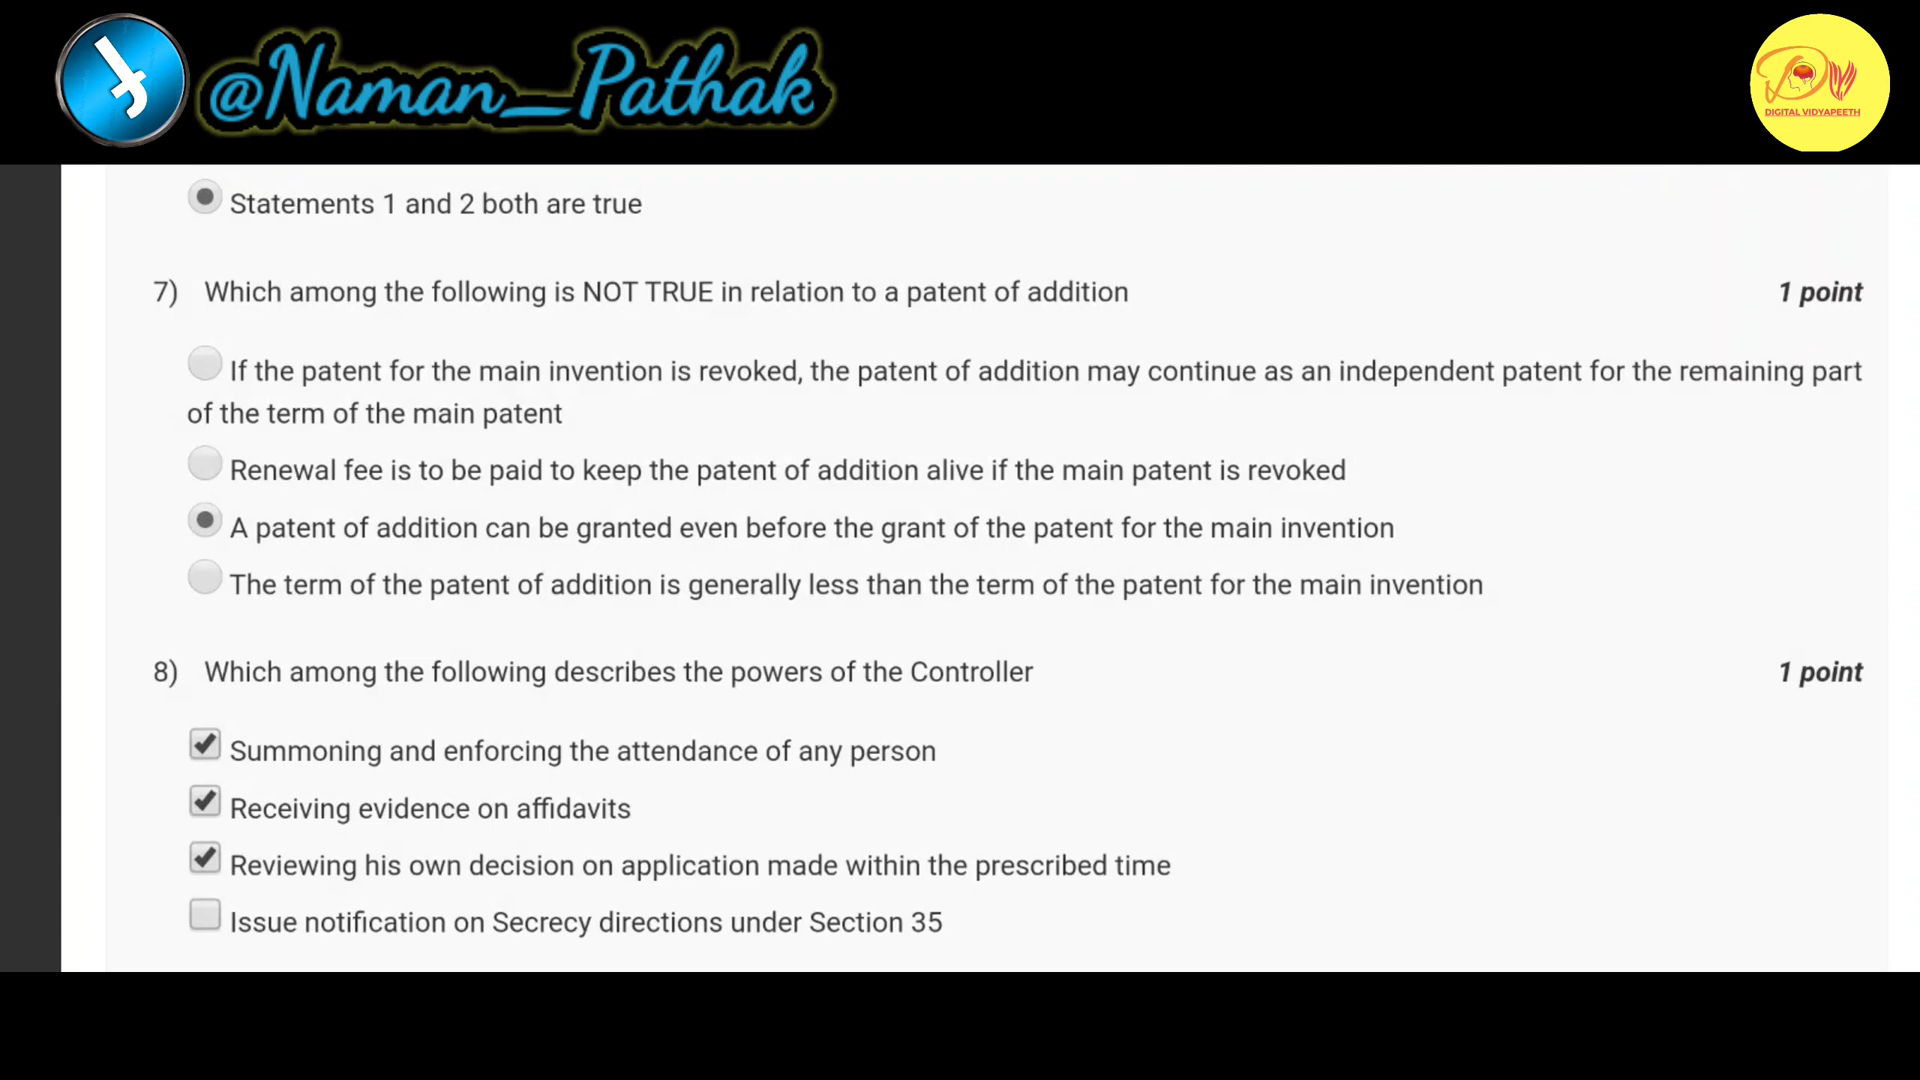 @Naman_Pathak
DIGITAL VIDYAPEETH
Statements 1 and 2 both are true
7) Which among the following is NOT TRUE in relation to a patent of addition 1 point
If the patent for the main invention is revoked, the patent of addition may continue as an independent patent for the remaining part
of the term of the main patent
Renewal fee is to be paid to keep the patent of addition alive if the main patent is revoked
A patent of addition can be granted even before the grant of the patent for the main invention
The term of the patent of addition is generally less than the term of the patent for the main invention
8) Which among the following describes the powers of the Controller 1 point
Summoning and enforcing the attendance of any person
Receiving evidence on affidavits
Reviewing his own decision on application made within the prescribed time
Issue notification on Secrecy directions under Section 35